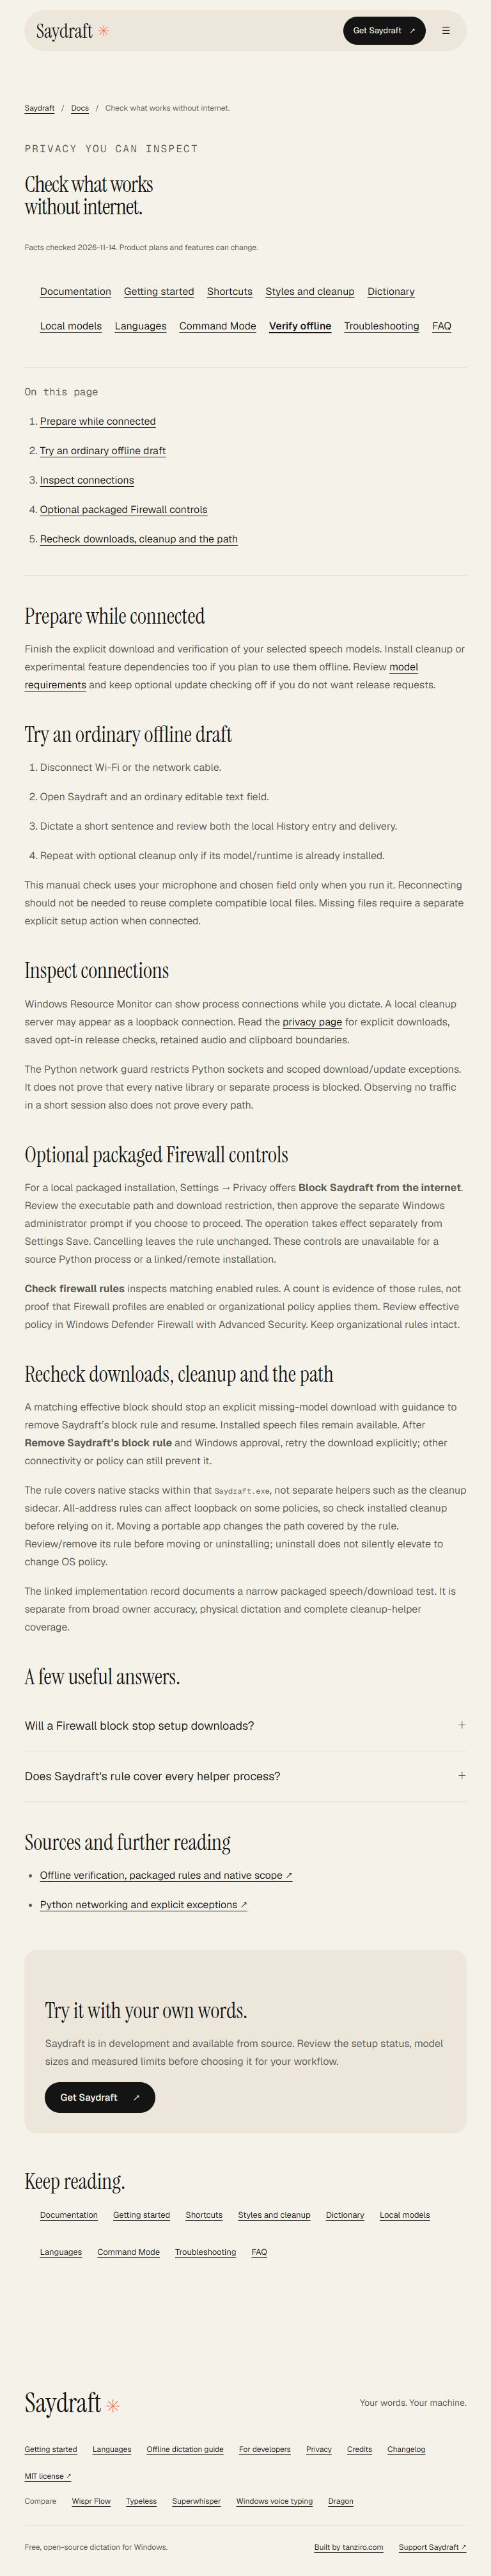 Saydraft
Get Saydraft ↗
☰
Saydraft / Docs / Check what works without internet.
PRIVACY YOU CAN INSPECT
Check what works
without internet.
Facts checked 2026-11-14. Product plans and features can change.
Documentation Getting started Shortcuts Styles and cleanup Dictionary
Local models Languages Command Mode Verify offline Troubleshooting FAQ
On this page
1. Prepare while connected
2. Try an ordinary offline draft
3. Inspect connections
4. Optional packaged Firewall controls
5. Recheck downloads, cleanup and the path
Prepare while connected
Finish the explicit download and verification of your selected speech models. Install cleanup or
experimental feature dependencies too if you plan to use them offline. Review model
requirements and keep optional update checking off if you do not want release requests.
Try an ordinary offline draft
1. Disconnect Wi-Fi or the network cable.
2. Open Saydraft and an ordinary editable text field.
3. Dictate a short sentence and review both the local History entry and delivery.
4. Repeat with optional cleanup only if its model/runtime is already installed.
This manual check uses your microphone and chosen field only when you run it. Reconnecting
should not be needed to reuse complete compatible local files. Missing files require a separate
explicit setup action when connected.
Inspect connections
Windows Resource Monitor can show process connections while you dictate. A local cleanup
server may appear as a loopback connection. Read the privacy page for explicit downloads,
saved opt-in release checks, retained audio and clipboard boundaries.
The Python network guard restricts Python sockets and scoped download/update exceptions.
It does not prove that every native library or separate process is blocked. Observing no traffic
in a short session also does not prove every path.
Optional packaged Firewall controls
For a local packaged installation, Settings → Privacy offers Block Saydraft from the internet.
Review the executable path and download restriction, then approve the separate Windows
administrator prompt if you choose to proceed. The operation takes effect separately from
Settings Save. Cancelling leaves the rule unchanged. These controls are unavailable for a
source Python process or a linked/remote installation.
Check firewall rules inspects matching enabled rules. A count is evidence of those rules, not
proof that Firewall profiles are enabled or organizational policy applies them. Review effective
policy in Windows Defender Firewall with Advanced Security. Keep organizational rules intact.
Recheck downloads, cleanup and the path
A matching effective block should stop an explicit missing-model download with guidance to
remove Saydraft's block rule and resume. Installed speech files remain available. After
Remove Saydraft's block rule and Windows approval, retry the download explicitly; other
connectivity or policy can still prevent it.
The rule covers native stacks within that Saydraft.exe, not separate helpers such as the cleanup
sidecar. All-address rules can affect loopback on some policies, so check installed cleanup
before relying on it. Moving a portable app changes the path covered by the rule.
Review/remove its rule before moving or uninstalling; uninstall does not silently elevate to
change OS policy.
The linked implementation record documents a narrow packaged speech/download test. It is
separate from broad owner accuracy, physical dictation and complete cleanup-helper
coverage.
A few useful answers.
Will a Firewall block stop setup downloads? +
Does Saydraft's rule cover every helper process? +
Sources and further reading
• Offline verification, packaged rules and native scope ↗
• Python networking and explicit exceptions ↗
Try it with your own words.
Saydraft is in development and available from source. Review the setup status, model
sizes and measured limits before choosing it for your workflow.
Get Saydraft ↗
Keep reading.
Documentation Getting started Shortcuts Styles and cleanup Dictionary Local models
Languages Command Mode Troubleshooting FAQ
Saydraft
Your words. Your machine.
Getting started Languages Offline dictation guide For developers Privacy Credits Changelog
MIT license ↗
Compare Wispr Flow Typeless Superwhisper Windows voice typing Dragon
Free, open-source dictation for Windows.
Built by tanziro.com Support Saydraft ↗